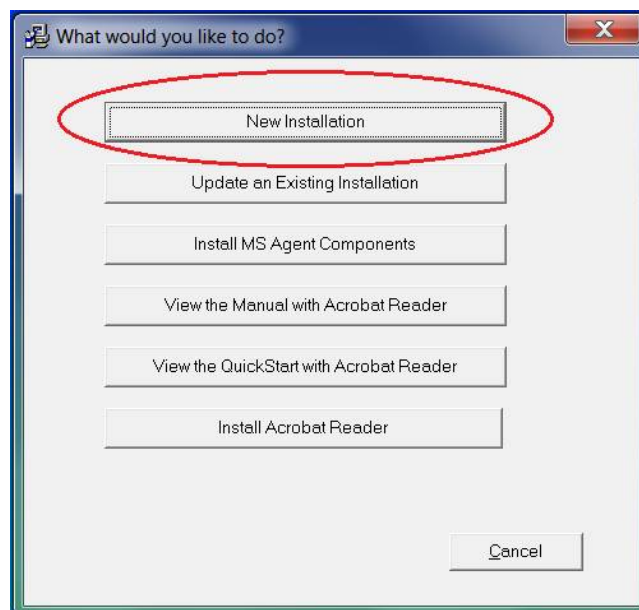 What would you like to do?
New Installation
Update an Existing Installation
Install MS Agent Components
View the Manual with Acrobat Reader
View the QuickStart with Acrobat Reader
Install Acrobat Reader
Cancel